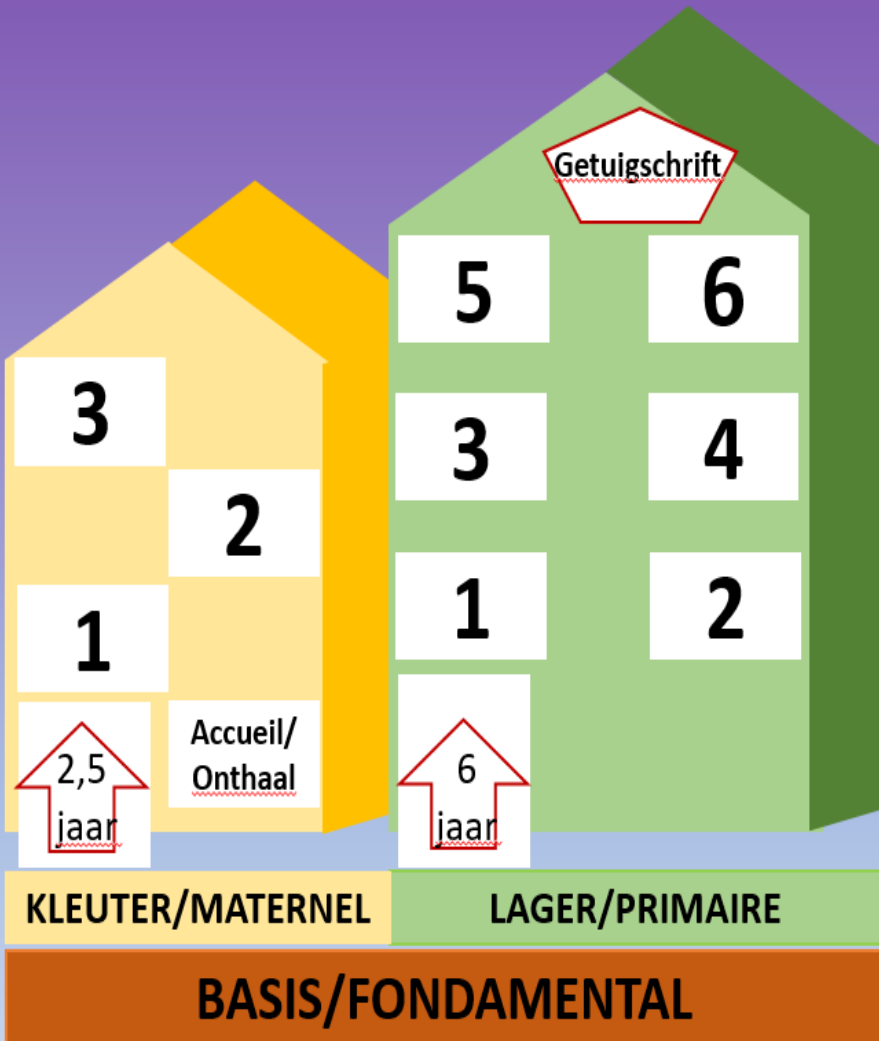 Getuigschrift
5 6
3 4
1 2
6
jaar
3
2
1
Accueil/
Onthaal
2,5
jaar
KLEUTER/MATERNEL
LAGER/PRIMAIRE
BASIS/FONDAMENTAL